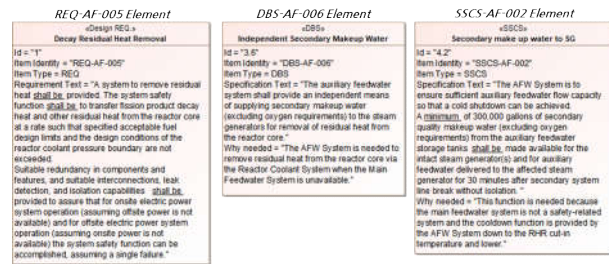 REQ-AF-005 Element
«Design REQ.»
Decay Residual Heat Removal
Id = "1"
Item Identity = "REQ-AF-005"
Item Type = REQ
Requirement Text = "A system to remove residual
heat shall be provided. The system safety
function shall be to transfer fission product decay
heat and other residual heat from the reactor core
at a rate such that specified acceptable fuel
design limits and the design conditions of the
reactor coolant pressure boundary are not
exceeded.
Suitable redundancy in components and
features, and suitable interconnections, leak
detection, and isolation capabilities shall be
provided to assure that for onsite electric power
system operation (assuming offsite power is not
available) and for offsite electric power system
operation (assuming onsite power is not
available) the system safety function can be
accomplished, assuming a single failure."
DBS-AF-006 Element
«DBS»
Independent Secondary Makeup Water
Id = "3.6"
Item Identity = "DBS-AF-006"
Item Type = DBS
Specification Text = "The auxiliary feedwater
system shall provide an independent means
of supplying secondary makeup water
(excluding oxygen requirements) to the steam
generators for removal of residual heat from
the reactor core."
Why needed = "The AFW System is needed to
remove residual heat from the reactor core via
the Reactor Coolant System when the Main
Feedwater System is unavailable."
SSCS-AF-002 Element
«SSCS»
Secondary make up water to SG
Id = "4.2"
Item Identity = "SSCS-AF-002"
Item Type = SSCS
Specification Text = "The AFW System is to
ensure sufficient auxiliary feedwater flow capacity
so that a cold shutdown can be achieved.
A minimum of 300,000 gallons of secondary
quality makeup water (excluding oxygen
requirements) from the auxiliary feedwater
storage tanks shall be made available for the
intact steam generator(s) and for auxiliary
feedwater delivered to the affected steam
generator for 30 minutes after secondary system
line break without isolation. "
Why needed = "This function is needed because
the main feedwater system is not a safety-related
system and the cooldown function is provided by
the AFW System down to the RHR cut-in
temperature and lower."